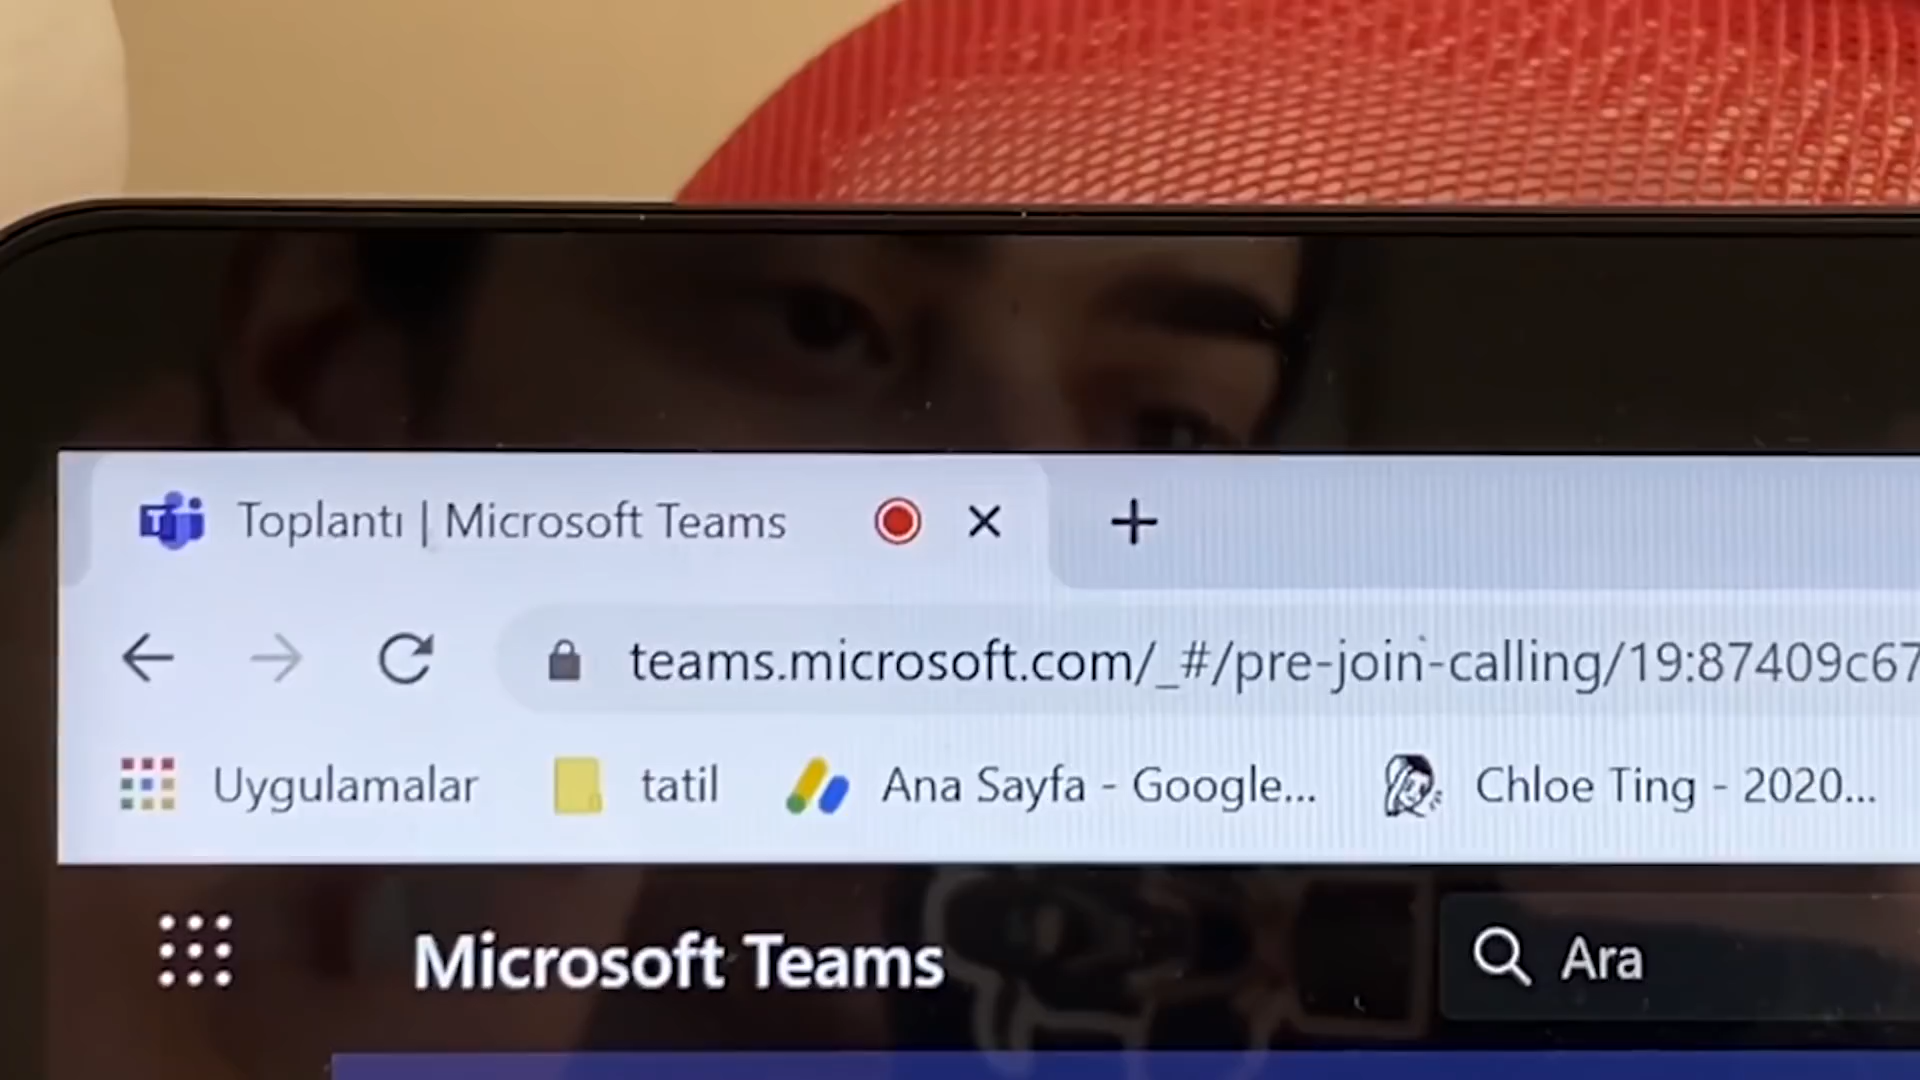 Toplantı | Microsoft Teams
teams.microsoft.com/_#/pre-join-calling/19:87409c67
Uygulamalar tatil Ana Sayfa - Google... Chloe Ting - 2020...
Microsoft Teams Ara